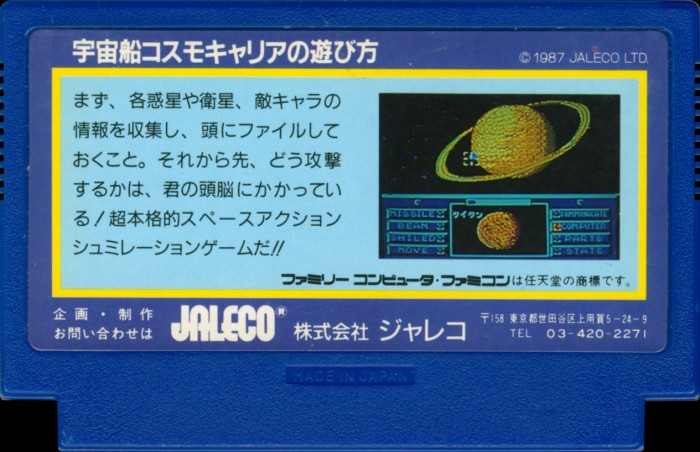 宇宙船コスモキャリアの遊び方
© 1987 JALECO LTD.
まず、各惑星や衛星、敵キャラの
情報を収集し、頭にファイルして
おくこと。それから先、どう攻撃
するかは、君の頭脳にかかってい
る!超本格的スペースアクション
シュミレーションゲームだ!!
MISSILE
BEAM
SHIELD
MOVE
タイタン
COMMUNICATE
COMPUTER
PARTS
STATE
ファミリー コンピュータ・ファミコンは任天堂の商標です。
企画・制作
お問い合わせは
JALECO®
株式会社 ジャレコ
〒158 東京都世田谷区上用賀5-24-9
TEL 03-420-2271
MADE IN JAPAN